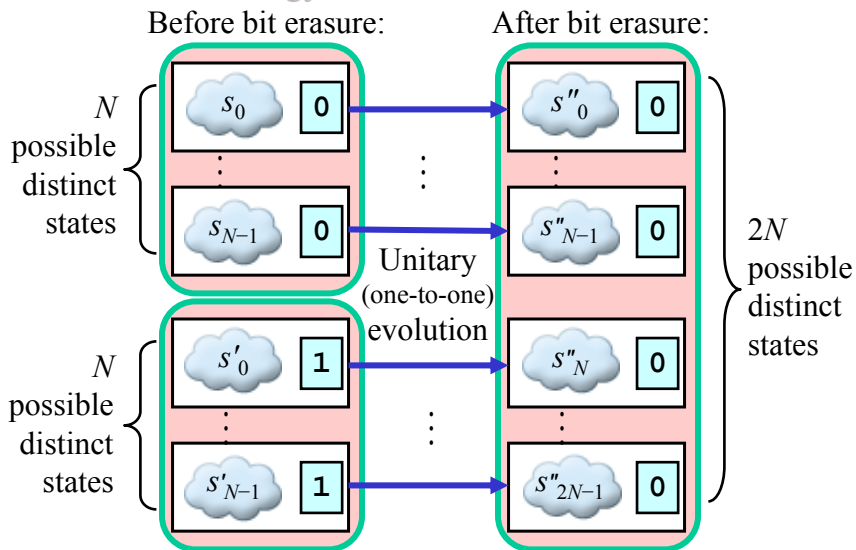 Before bit erasure:
After bit erasure:
N
possible
distinct
states
s0 0
⋮
sN−1 0
N
possible
distinct
states
s'0 1
⋮
s'N−1 1
⋮
Unitary
(one-to-one)
evolution
⋮
s"0 0
⋮
s"N−1 0
s"N 0
⋮
s"2N−1 0
2N
possible
distinct
states